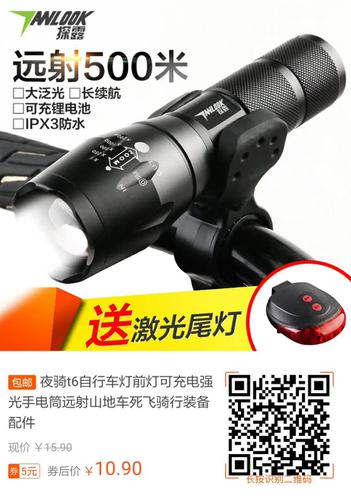 TANLOOK
探露
远射500米
□大泛光 □长续航
□可充锂电池
□IPX3防水
TANLOOK
探露
ZOOM
送激光尾灯
包邮 夜骑t6自行车灯前灯可充电强
光手电筒远射山地车死飞骑行装备
配件
现价 ¥15.90
券 5元 券后价 ¥10.90
长按识别二维码